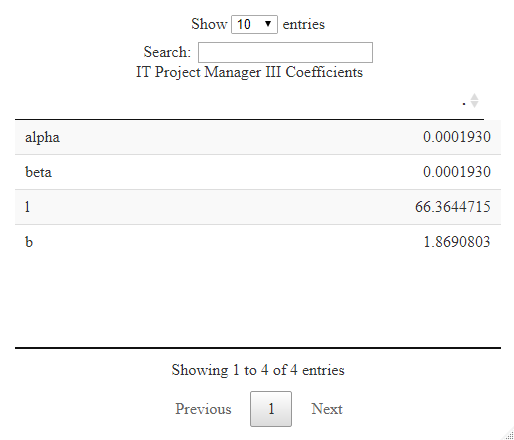 Show 10 entries
Search:
IT Project Manager III Coefficients
.
alpha 0.0001930
beta 0.0001930
l 66.3644715
b 1.8690803
Showing 1 to 4 of 4 entries
Previous 1 Next